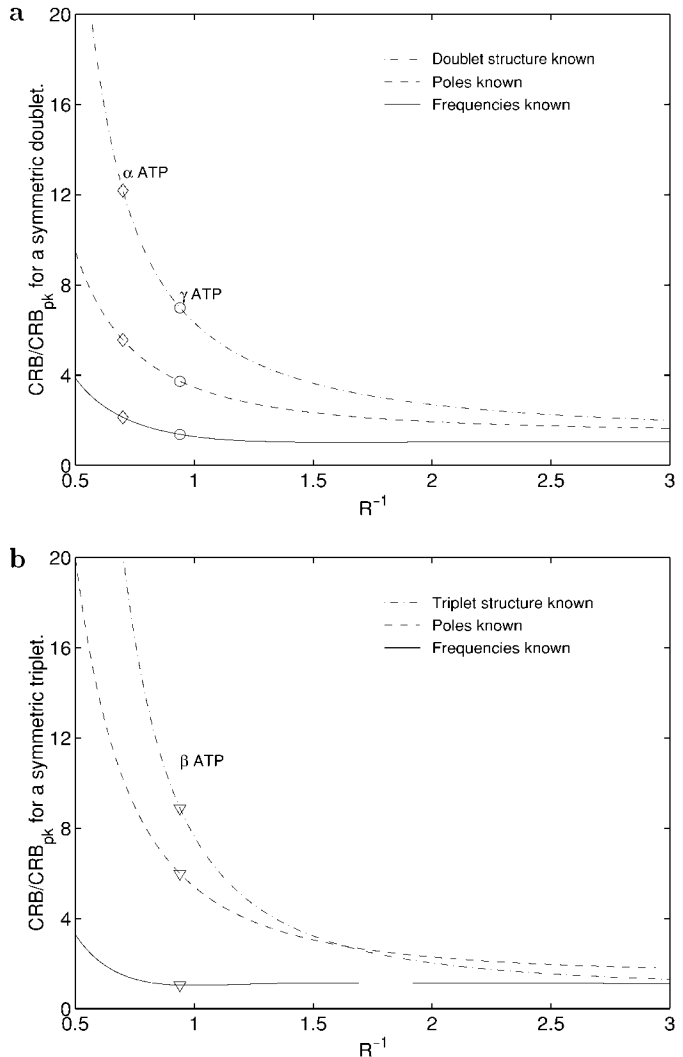 a
20
16
12
8
4
0
CRB/CRB_pk for a symmetric doublet.
Doublet structure known
Poles known
Frequencies known
α ATP
γ ATP
0.5 1 1.5 2 2.5 3
R^-1
b
20
16
12
8
4
0
CRB/CRB_pk for a symmetric triplet.
Triplet structure known
Poles known
Frequencies known
β ATP
0.5 1 1.5 2 2.5 3
R^-1